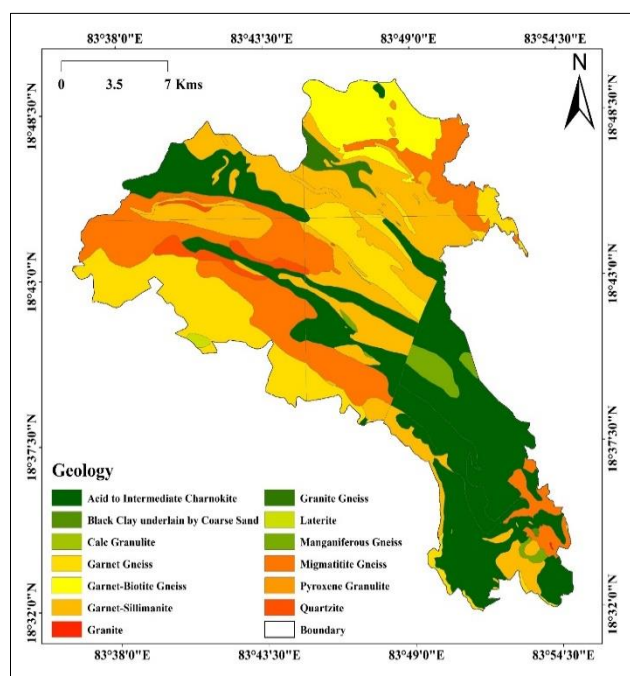 83°38'0"E 83°43'30"E 83°49'0"E 83°54'30"E
0 3.5 7 Kms
N
18°48'30"N 18°48'30"N
18°43'0"N 18°43'0"N
18°37'30"N 18°37'30"N
18°32'0"N 18°32'0"N
Geology
Acid to Intermediate Charnokite
Black Clay underlain by Coarse Sand
Calc Granulite
Garnet Gneiss
Garnet-Biotite Gneiss
Garnet-Sillimanite
Granite
Granite Gneiss
Laterite
Manganiferous Gneiss
Migmatitite Gneiss
Pyroxene Granulite
Quartzite
Boundary
83°38'0"E 83°43'30"E 83°49'0"E 83°54'30"E